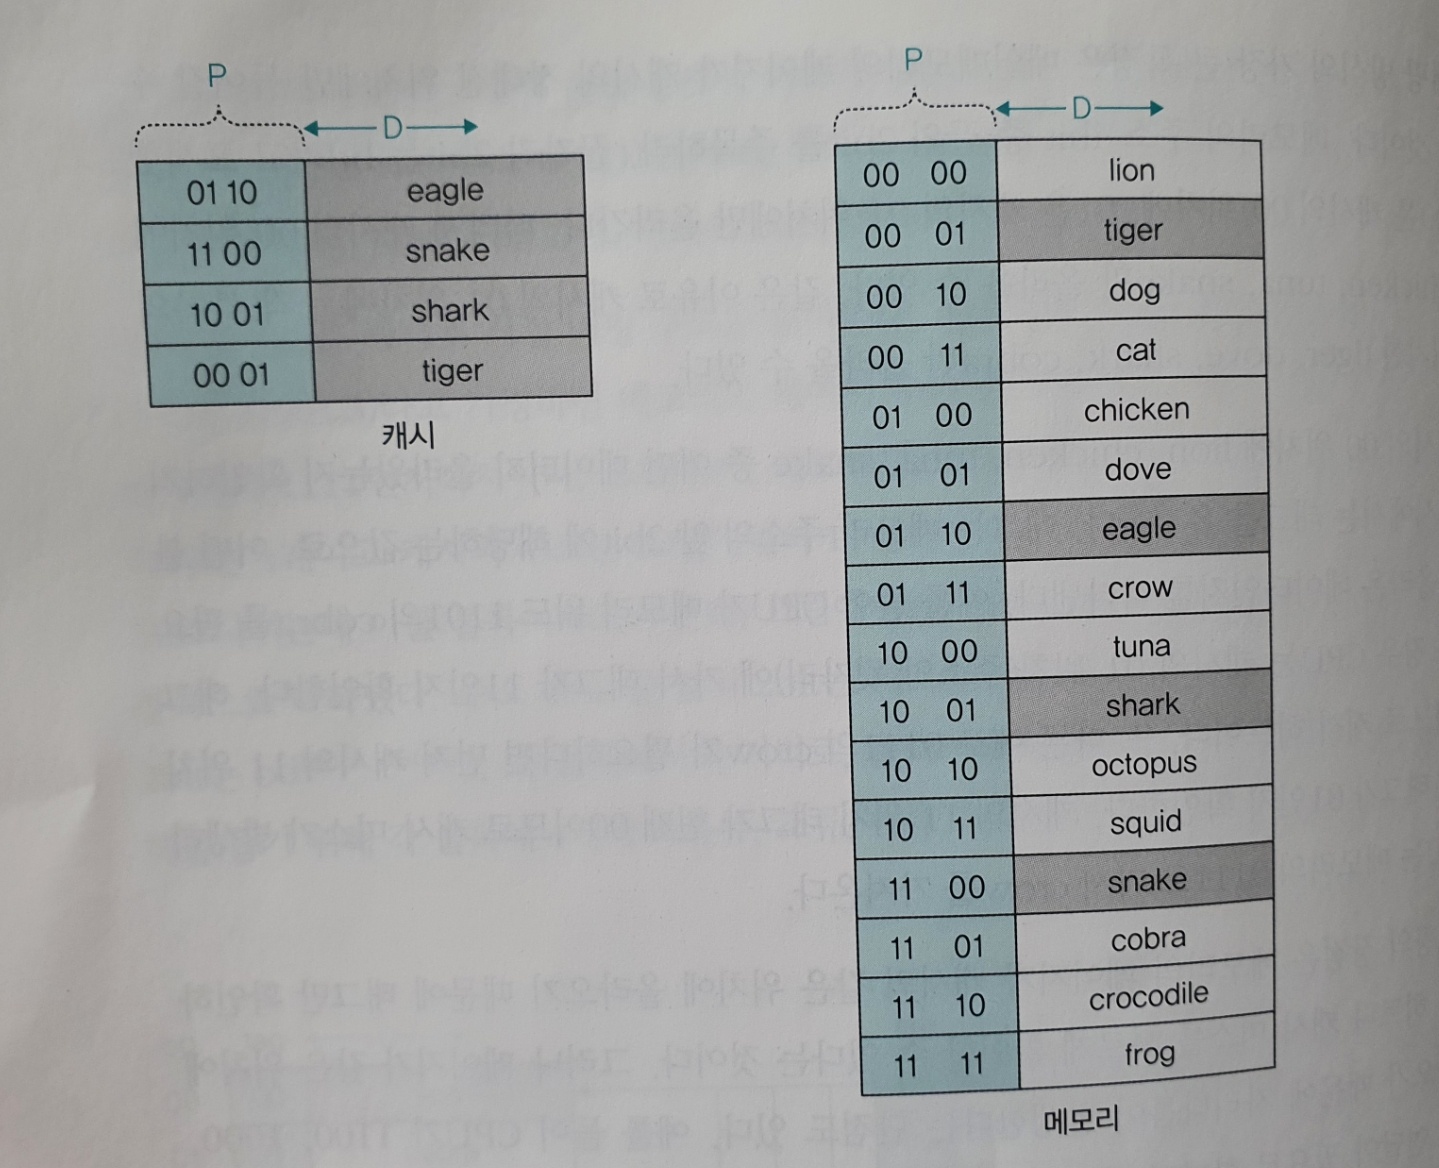 P
D
01 10 eagle
11 00 snake
10 01 shark
00 01 tiger
캐시
P
D
00 00 lion
00 01 tiger
00 10 dog
00 11 cat
01 00 chicken
01 01 dove
01 10 eagle
01 11 crow
10 00 tuna
10 01 shark
10 10 octopus
10 11 squid
11 00 snake
11 01 cobra
11 10 crocodile
11 11 frog
메모리